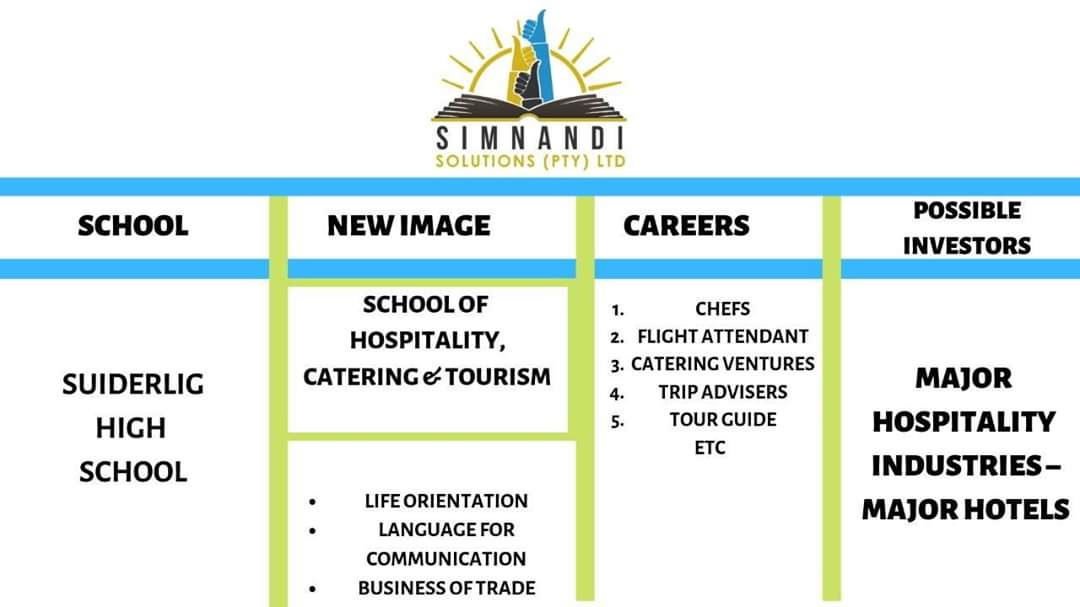 SIMNANDI
SOLUTIONS (PTY) LTD
SCHOOL
NEW IMAGE
CAREERS
POSSIBLE
INVESTORS
SUIDERLIG
HIGH
SCHOOL
SCHOOL OF
HOSPITALITY,
CATERING & TOURISM
• LIFE ORIENTATION
• LANGUAGE FOR
• COMMUNICATION
• BUSINESS OF TRADE
1. CHEFS
2. FLIGHT ATTENDANT
3. CATERING VENTURES
4. TRIP ADVISERS
5. TOUR GUIDE
ETC
MAJOR
HOSPITALITY
INDUSTRIES –
MAJOR HOTELS